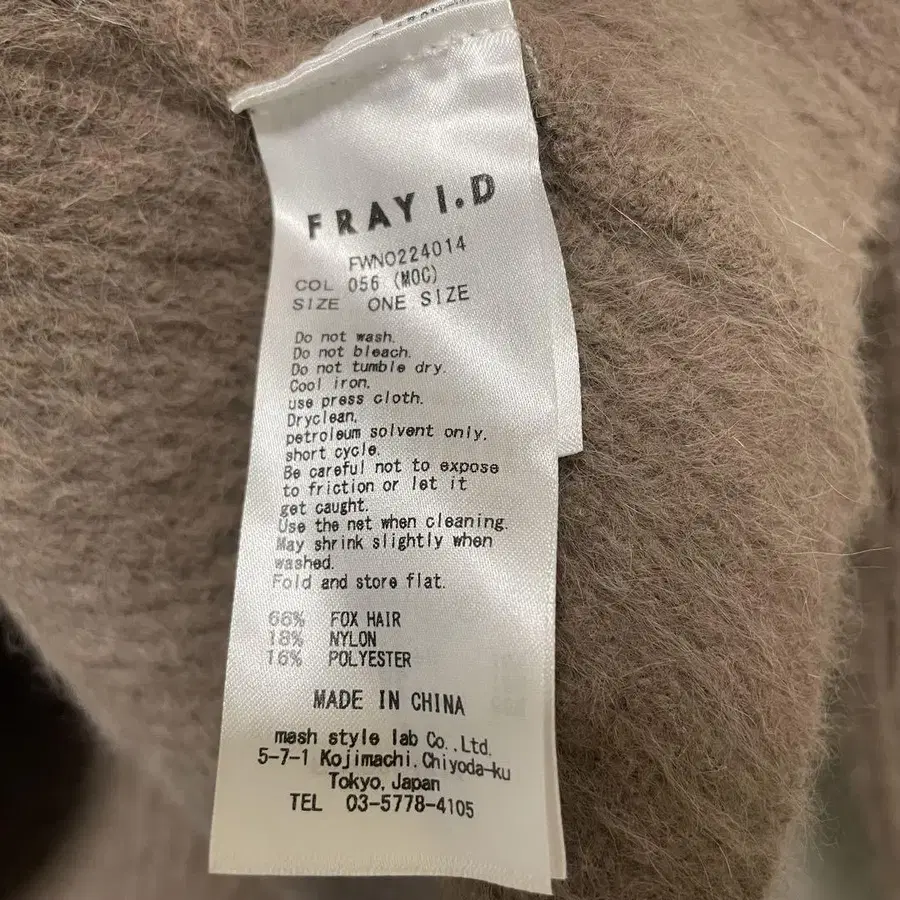 FRAY I.D
FWNO224014
COL 056 (MOC)
SIZE ONE SIZE
Do not wash.
Do not bleach.
Do not tumble dry.
Cool iron.
use press cloth.
Dryclean,
petroleum solvent only,
short cycle.
Be careful not to expose
to friction or let it
get caught.
Use the net when cleaning.
May shrink slightly when
washed.
Fold and store flat.
66% FOX HAIR
18% NYLON
16% POLYESTER
MADE IN CHINA
mash style lab Co.,Ltd.
5-7-1 Kojimachi, Chiyoda-ku
Tokyo, Japan
TEL 03-5778-4105